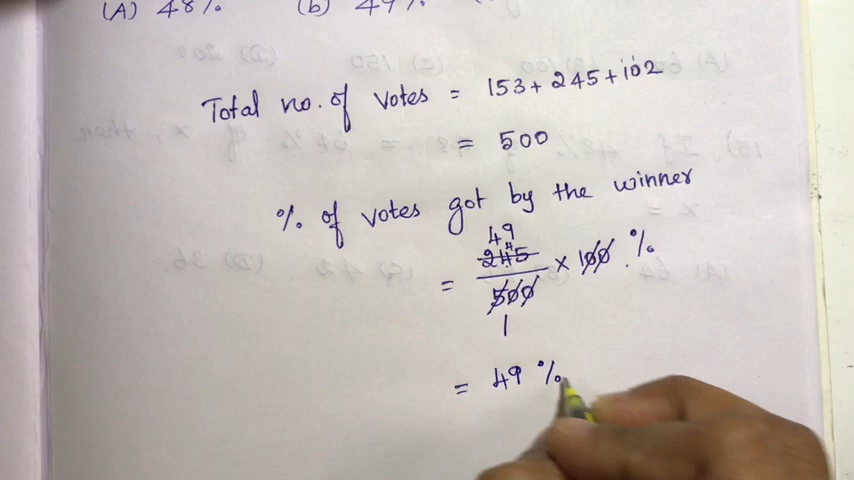 (A) 48% (b) 49%
Total no. of votes = 153 + 245 + 102
= 500
% of votes got by the winner
49
4
= 245/500 × 100 %
1
= 49 %